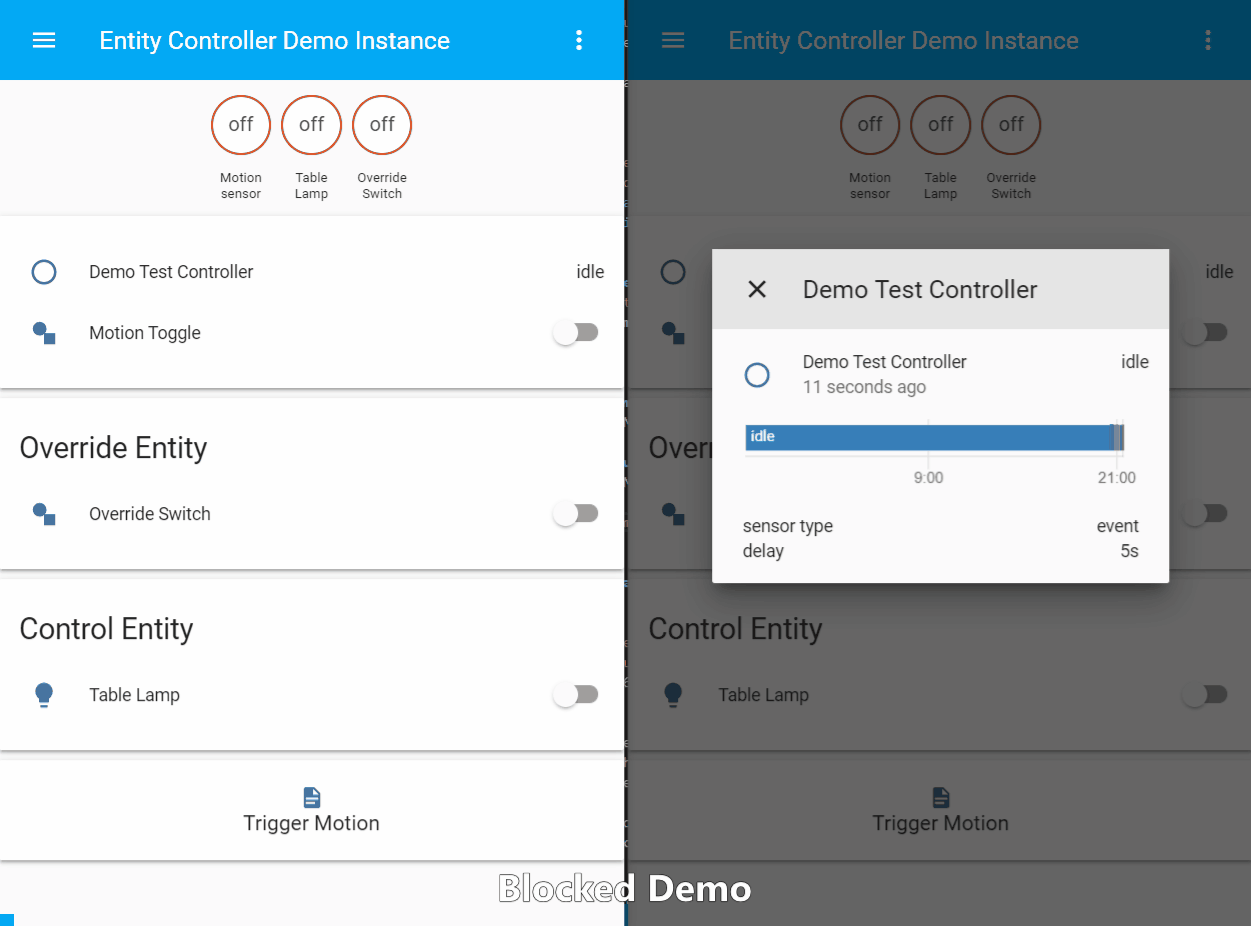 Entity Controller Demo Instance
off off off
Motion sensor
Table Lamp
Override Switch
Demo Test Controller idle
Motion Toggle
Override Entity
Override Switch
Control Entity
Table Lamp
Trigger Motion
Entity Controller Demo Instance
off off off
Motion sensor
Table Lamp
Override Switch
idle
Demo Test Controller
Demo Test Controller idle
11 seconds ago
idle
9:00 21:00
sensor type event
delay 5s
Overr
Control Entity
Table Lamp
Trigger Motion
Blocked Demo